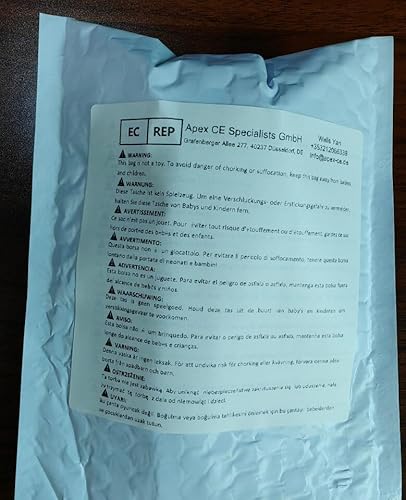 EC REP Apex CE Specialists GmbH Wells Yan
Grafenberger Allee 277, 40237 Düsseldorf, DE +353212066339
info@apex-ce.de
WARNING:
This bag is not a toy. To avoid danger of chorking or suffocation, keep this bag away from babies
and children.
WARNUNG:
Diese Tasche ist kein Spielzeug. Um eine Verschluckungs- oder Erstickungsgefahr zu vermeiden,
halten Sie diese Tasche von Babys und Kindern fern.
AVERTISSEMENT:
Ce sac n'est pas un jouet. Pour éviter tout risque d'étouffement ou d'étouffement, gardez ce sac
hors de portée des bébés et des enfants.
AVVERTIMENTO:
Questa borsa non è un giocattolo. Per evitare il pericolo di soffocamento, tenere questa borsa
lontano dalla portata di neonati e bambini
ADVERTENCIA:
Esta bolsa no es un juguete. Para evitar el peligro de asfixia o asfixia, mantenga esta bolsa fuera
del alcance de bebés y niños.
WAARSCHUWING:
Deze tas is geen speelgoed. Houd deze tas uit de buurt van baby's en kinderen om
verstikkingsgevaar te voorkomen.
AVISO:
Esta bolsa não é um brinquedo. Para evitar o perigo de asfixia ou asfixia, mantenha esta bolsa
longe do alcance de bebês e crianças.
VARNING:
Denna väska är ingen leksak. För att undvika risk för chorking eller kvävning, förvara denna väska
borta från spädbarn och barn.
OSTRZEŻENIE:
Ta torba nie jest zabawką. Aby uniknąć niebezpieczeństwa zakrztuszenia się lub uduszenia, należy
trzymać tę torbę z dala od niemowląt i dzieci.
UYARI:
Bu çanta oyuncak değil. Boğulma veya boğulma tehlikesini önlemek için bu çantayı bebeklerden
ve çocuklardan uzak tutun.